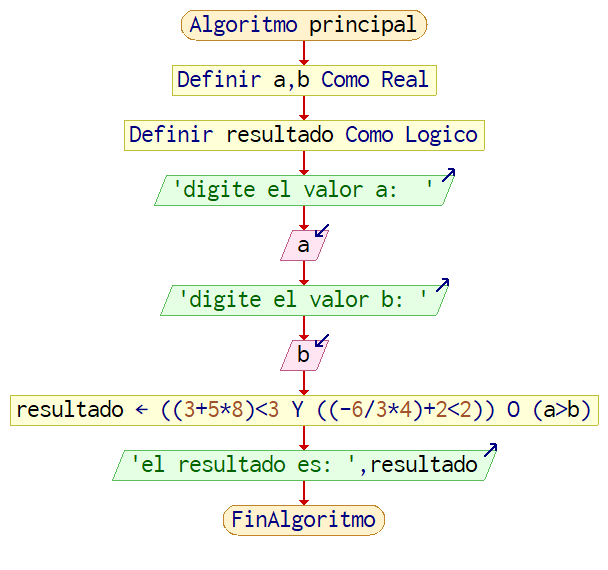 Algoritmo principal
Definir a,b Como Real
Definir resultado Como Logico
'digite el valor a:  '
a
'digite el valor b: '
b
resultado ← ((3+5*8)<3 Y ((-6/3*4)+2<2)) O (a>b)
'el resultado es: ',resultado
FinAlgoritmo